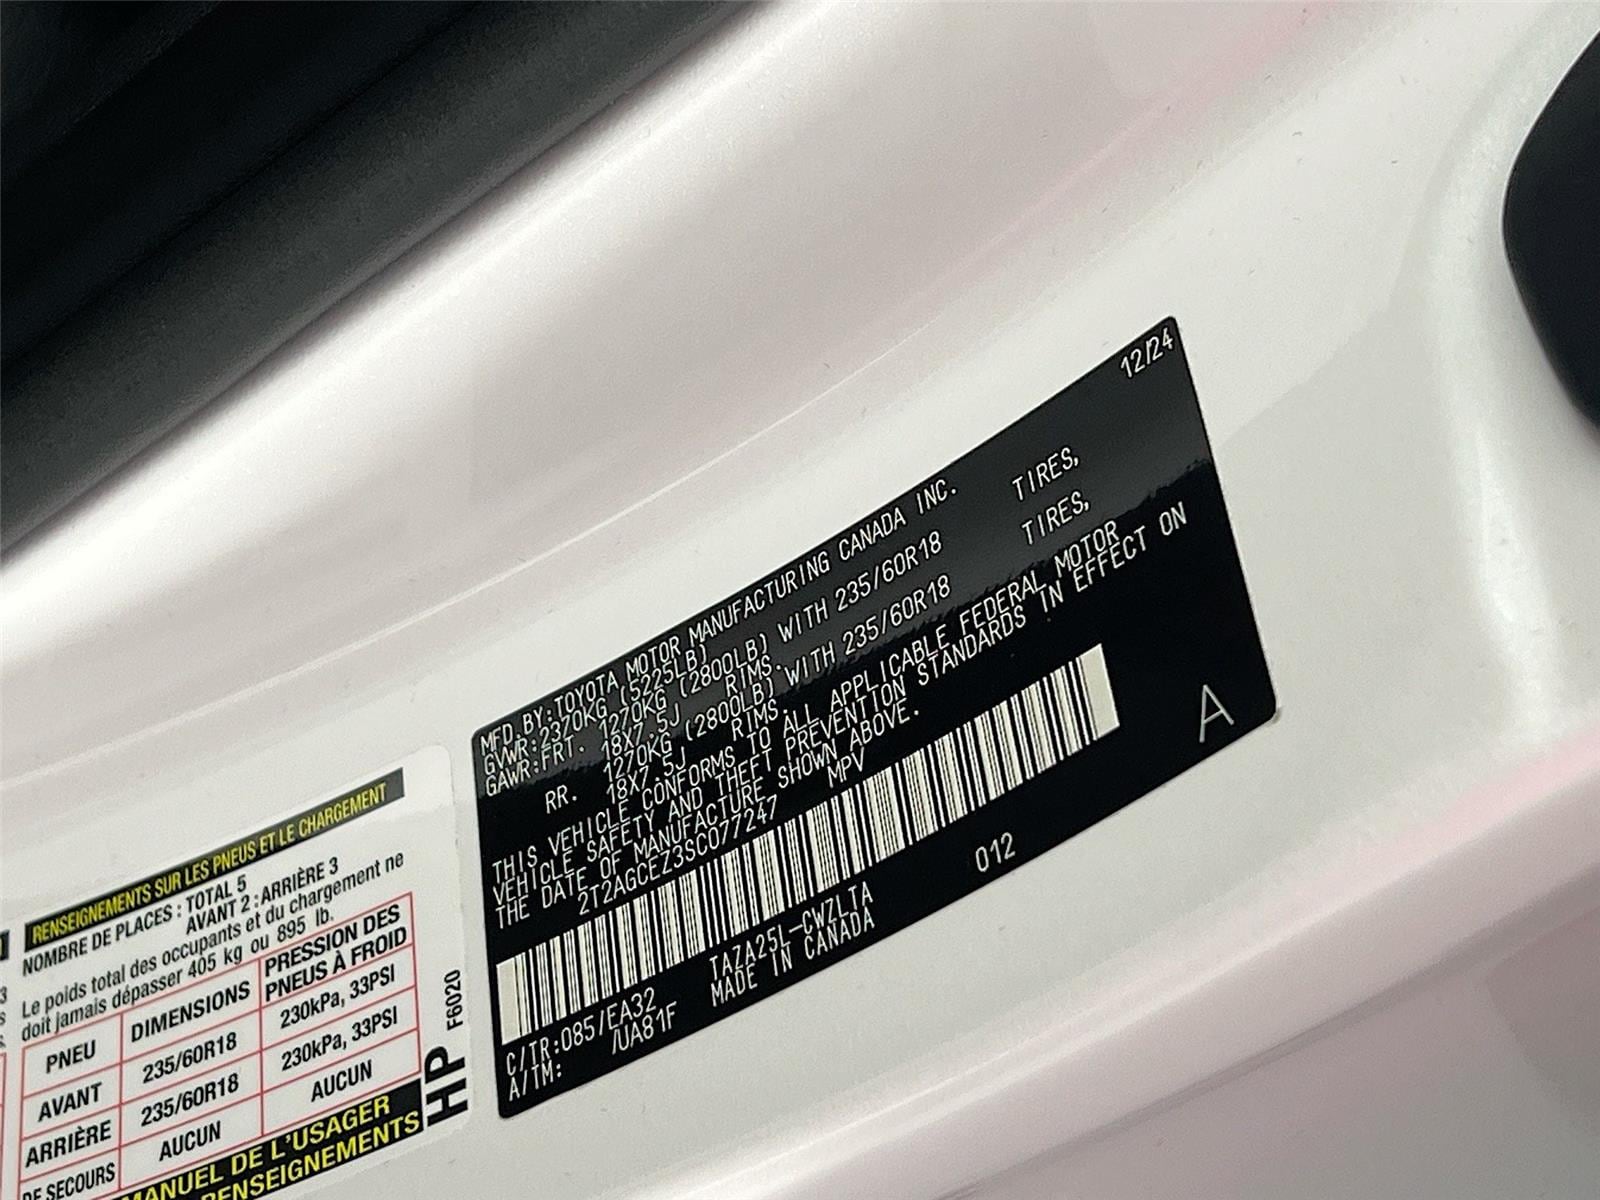 RENSEIGNEMENTS SUR LES PNEUS ET LE CHARGEMENT
NOMBRE DE PLACES : TOTAL 5
AVANT 2 : ARRIÈRE 3
Le poids total des occupants et du chargement ne
doit jamais dépasser 405 kg ou 895 lb.
PNEU DIMENSIONS PRESSION DES PNEUS À FROID
AVANT 235/60R18 230kPa, 33PSI
ARRIÈRE 235/60R18 230kPa, 33PSI
DE SECOURS AUCUN AUCUN
MANUEL DE L'USAGER
RENSEIGNEMENTS
HP F6020
12/24
MFD. BY: TOYOTA MOTOR MANUFACTURING CANADA INC.
GVWR: 2370KG (5225LB)
GAWR: FRT. 1270KG (2800LB) WITH 235/60R18 TIRES,
18X7.5J RIMS.
RR. 1270KG (2800LB) WITH 235/60R18 TIRES,
18X7.5J RIMS.
THIS VEHICLE CONFORMS TO ALL APPLICABLE FEDERAL MOTOR
VEHICLE SAFETY AND THEFT PREVENTION STANDARDS IN EFFECT ON
THE DATE OF MANUFACTURE SHOWN ABOVE.
2T2AGCEZ3SC077247 MPV
C/TR: 085/EA32 TAZA25L-CWZLTA 012 A
A/TM: /UA81F MADE IN CANADA